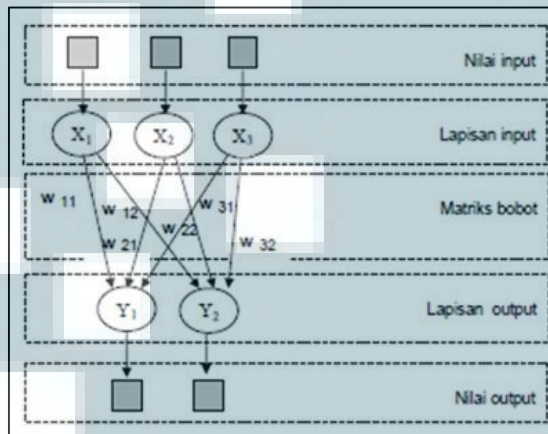 Nilai input
X1 X2 X3
Lapisan input
w 11 w 12 w 21 w 22 w 31 w 32
Matriks bobot
Y1 Y2
Lapisan output
Nilai output